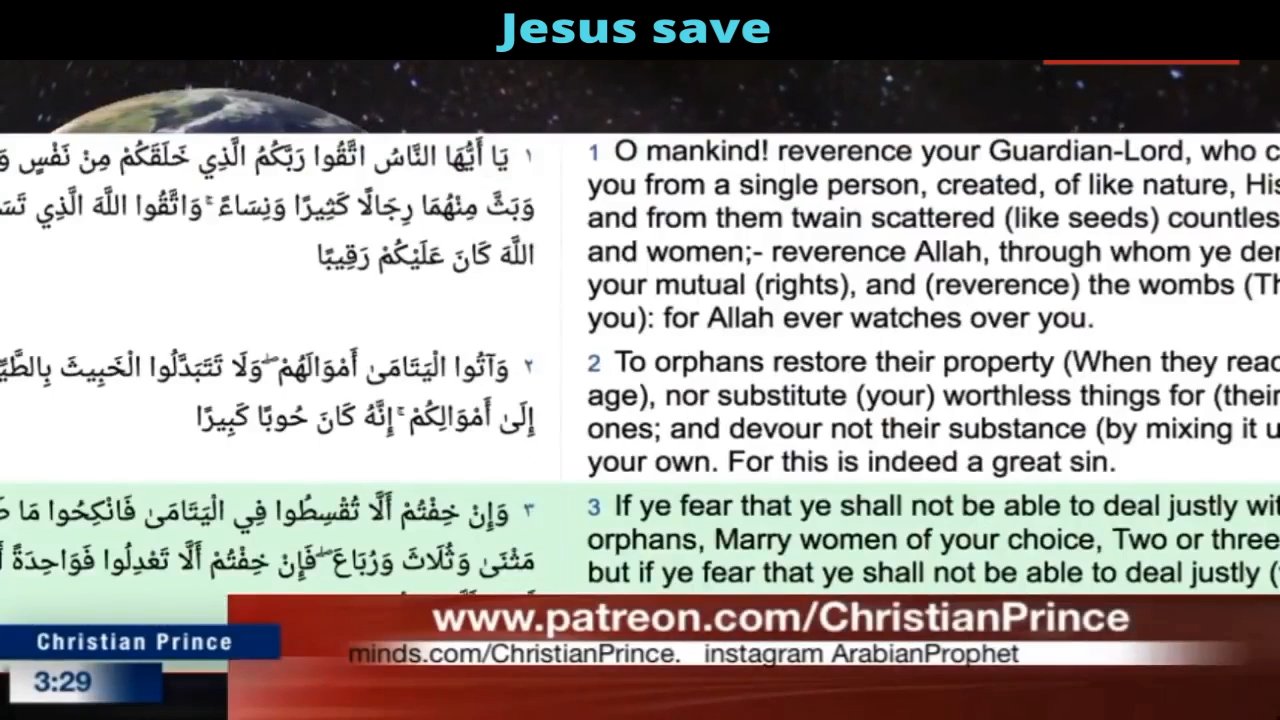 Jesus save
١ يَا أَيُّهَا النَّاسُ اتَّقُوا رَبَّكُمُ الَّذِي خَلَقَكُمْ مِنْ نَفْسٍ
وَبَثَّ مِنْهُمَا رِجَالًا كَثِيرًا وَنِسَاءً ۚ وَاتَّقُوا اللَّهَ الَّذِي
اللَّهَ كَانَ عَلَيْكُمْ رَقِيبًا
٢ وَآتُوا الْيَتَامَىٰ أَمْوَالَهُمْ ۖ وَلَا تَتَبَدَّلُوا الْخَبِيثَ
إِلَىٰ أَمْوَالِكُمْ ۚ إِنَّهُ كَانَ حُوبًا كَبِيرًا
٣ وَإِنْ خِفْتُمْ أَلَّا تُقْسِطُوا فِي الْيَتَامَىٰ فَانْكِحُوا مَا
مَثْنَىٰ وَثُلَاثَ وَرُبَاعَ ۖ فَإِنْ خِفْتُمْ أَلَّا تَعْدِلُوا فَوَاحِدَةً
1 O mankind! reverence your Guardian-Lord, who
you from a single person, created, of like nature,
and from them twain scattered (like seeds) countless
and women;- reverence Allah, through whom ye
your mutual (rights), and (reverence) the wombs
you): for Allah ever watches over you.
2 To orphans restore their property (When they
age), nor substitute (your) worthless things for (their
ones; and devour not their substance (by mixing it
your own. For this is indeed a great sin.
3 If ye fear that ye shall not be able to deal justly
orphans, Marry women of your choice, Two or three
but if ye fear that ye shall not be able to deal justly
www.patreon.com/ChristianPrince
Christian Prince
minds.com/ChristianPrince. instagram ArabianProphet
3:29